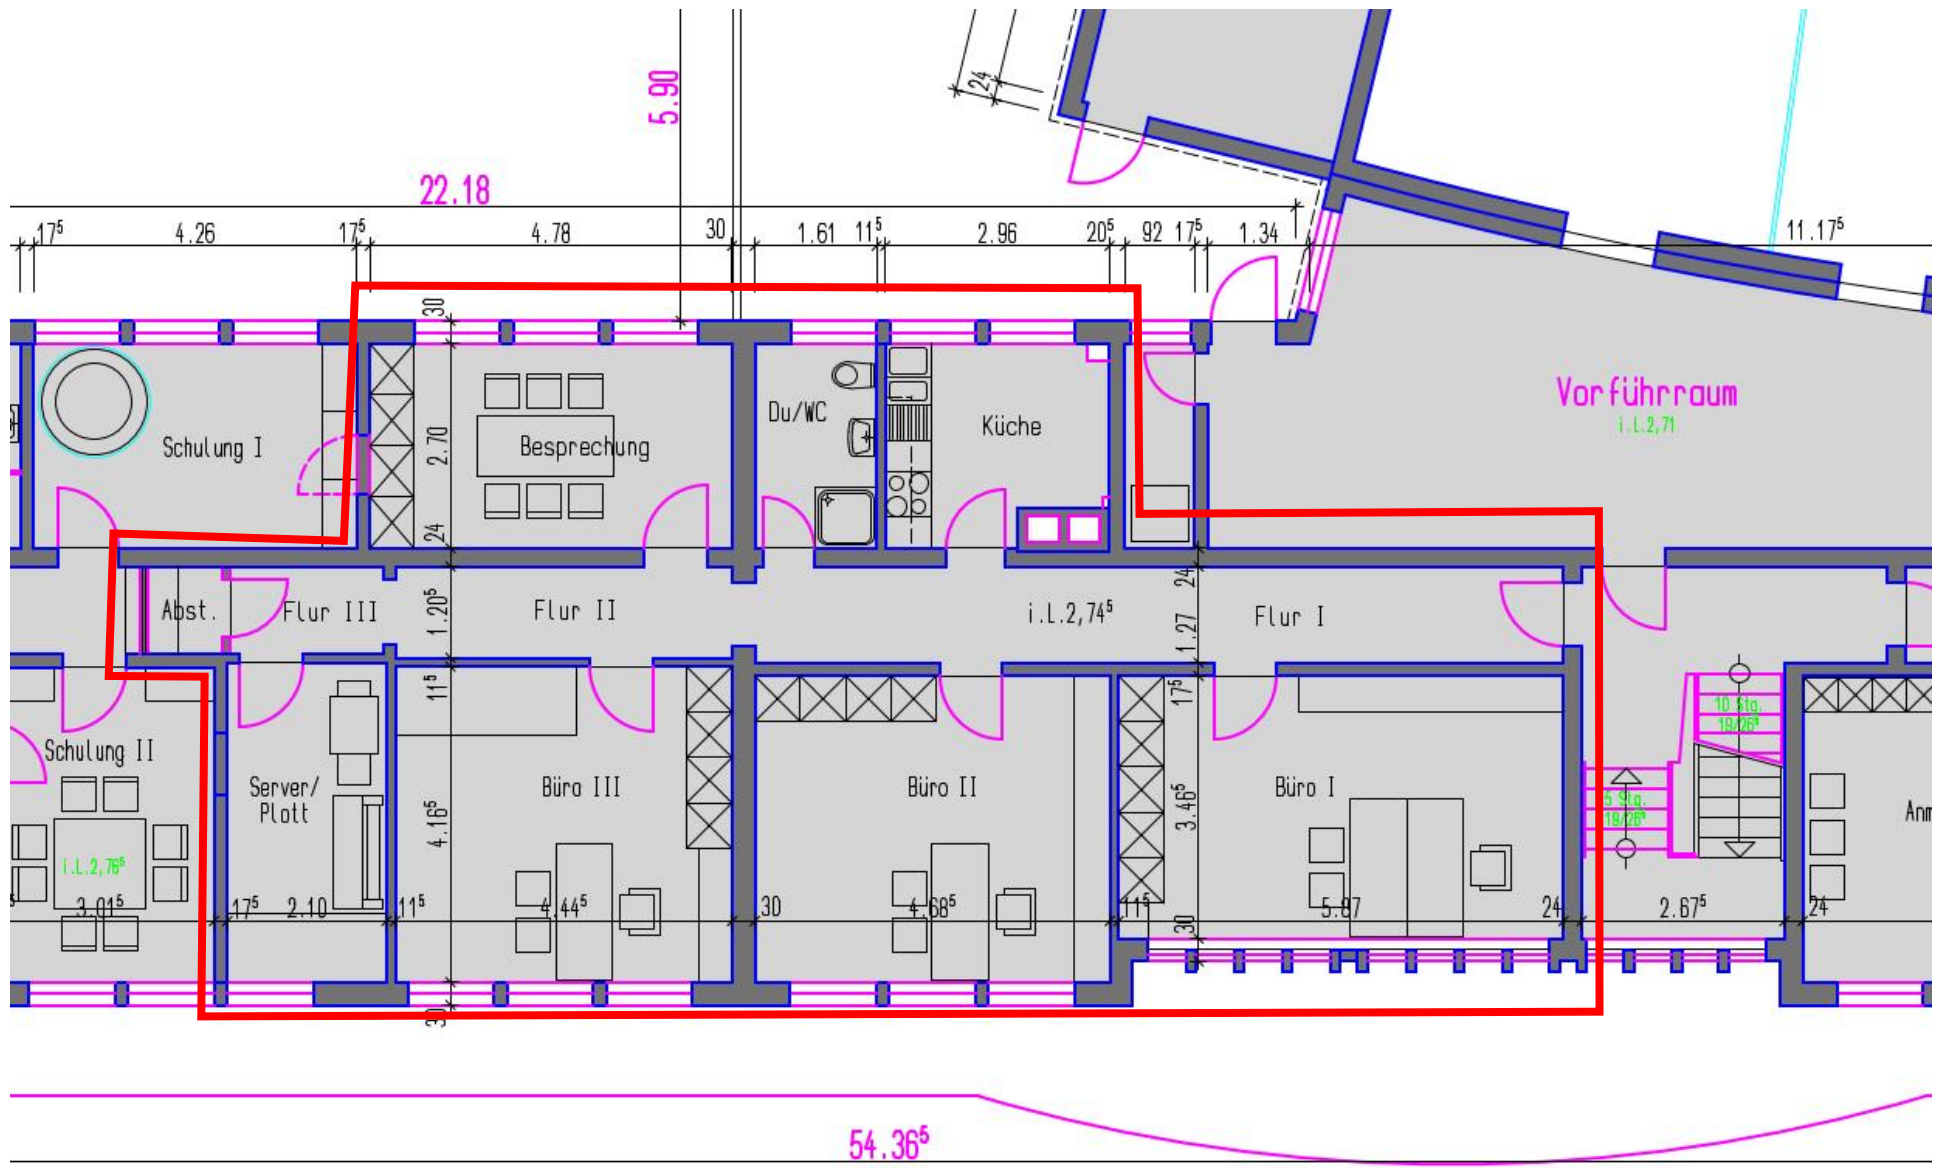 24
5.90
22.18
17⁵
4.26
17⁵
4.78
30
1.61
11⁵
2.96
20⁵
92
17⁵
1.34
11.17⁵
30
Vorführraum
i.L.2,71
Schulung I
2.70
Besprechung
Du/WC
Küche
24
Abst.
Flur III
1.20⁵
Flur II
i.L.2,74⁵
24
1.27
Flur I
11⁵
17⁵
10 Stg.
19/26⁵
Schulung II
Server/
Plott
Büro III
Büro II
Büro I
4.16⁵
3.46⁵
5 Stg.
19/26⁵
Anm
i.L.2,76⁵
5
3.01⁵
17⁵
2.10
11⁵
4.44⁵
30
4.68⁵
11⁵
30
5.87
24
2.67⁵
24
30
54.36⁵